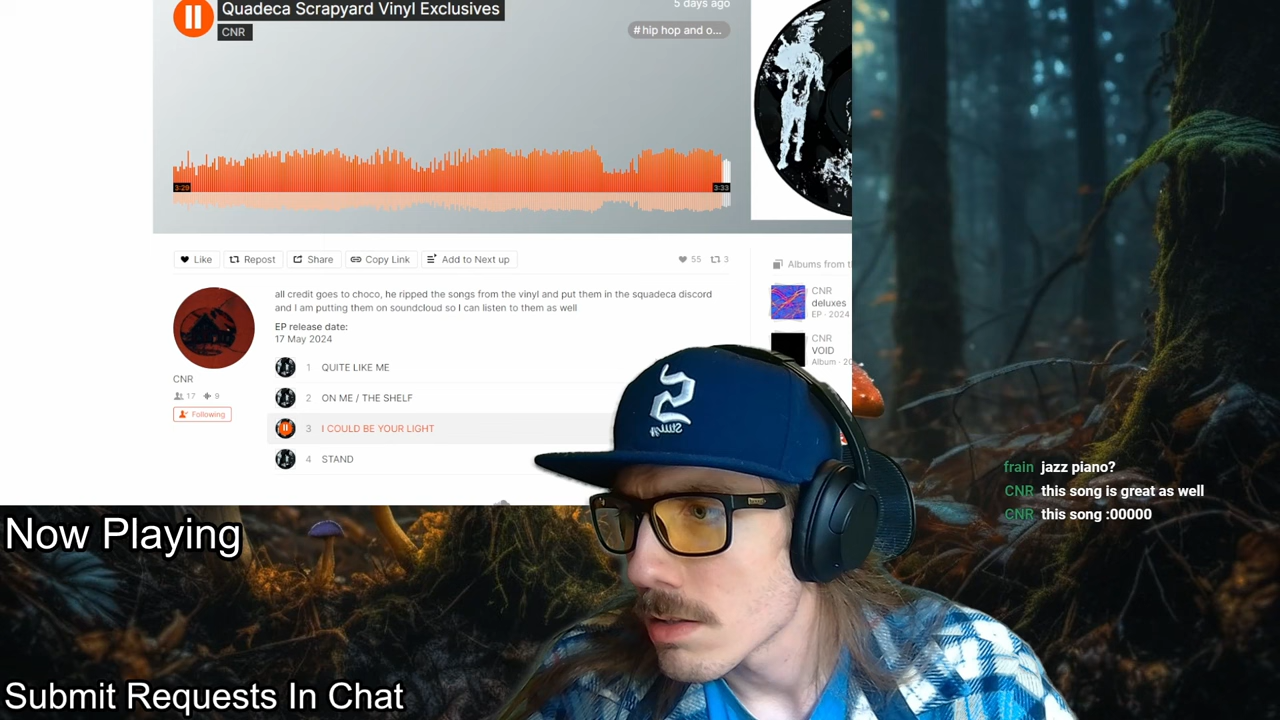 Quadeca Scrapyard Vinyl Exclusives
CNR
5 days ago
# hip hop and o...
3:29
3:33
Like
Repost
Share
Copy Link
Add to Next up
55
3
all credit goes to choco, he ripped the songs from the vinyl and put them in the squadeca discord
and I am putting them on soundcloud so I can listen to them as well
EP release date:
17 May 2024
CNR
17
9
Following
1 QUITE LIKE ME
2 ON ME / THE SHELF
3 I COULD BE YOUR LIGHT
4 STAND
Albums from t
CNR
deluxes
EP · 2024
CNR
VOID
Album · 20
S
frain jazz piano?
CNR this song is great as well
CNR this song :00000
Now Playing
Submit Requests In Chat